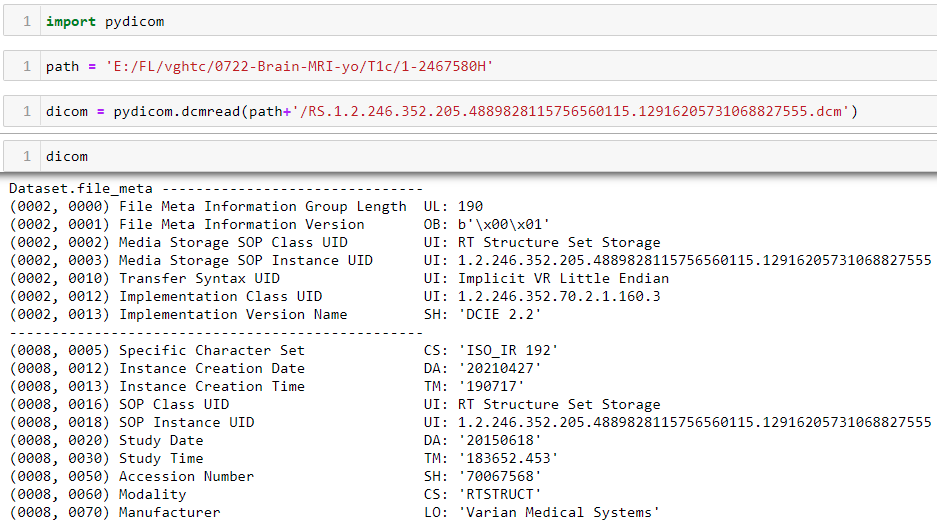 1 import pydicom
1 path = 'E:/FL/vghtc/0722-Brain-MRI-yo/T1c/1-2467580H'
1 dicom = pydicom.dcmread(path+'/RS.1.2.246.352.205.4889828115756560115.12916205731068827555.dcm')
1 dicom
Dataset.file_meta -------------------------------
(0002, 0000) File Meta Information Group Length  UL: 190
(0002, 0001) File Meta Information Version       OB: b'\x00\x01'
(0002, 0002) Media Storage SOP Class UID         UI: RT Structure Set Storage
(0002, 0003) Media Storage SOP Instance UID      UI: 1.2.246.352.205.4889828115756560115.12916205731068827555
(0002, 0010) Transfer Syntax UID                 UI: Implicit VR Little Endian
(0002, 0012) Implementation Class UID            UI: 1.2.246.352.70.2.1.160.3
(0002, 0013) Implementation Version Name         SH: 'DCIE 2.2'
-------------------------------------------------
(0008, 0005) Specific Character Set              CS: 'ISO_IR 192'
(0008, 0012) Instance Creation Date              DA: '20210427'
(0008, 0013) Instance Creation Time              TM: '190717'
(0008, 0016) SOP Class UID                       UI: RT Structure Set Storage
(0008, 0018) SOP Instance UID                    UI: 1.2.246.352.205.4889828115756560115.12916205731068827555
(0008, 0020) Study Date                          DA: '20150618'
(0008, 0030) Study Time                          TM: '183652.453'
(0008, 0050) Accession Number                    SH: '70067568'
(0008, 0060) Modality                            CS: 'RTSTRUCT'
(0008, 0070) Manufacturer                        LO: 'Varian Medical Systems'